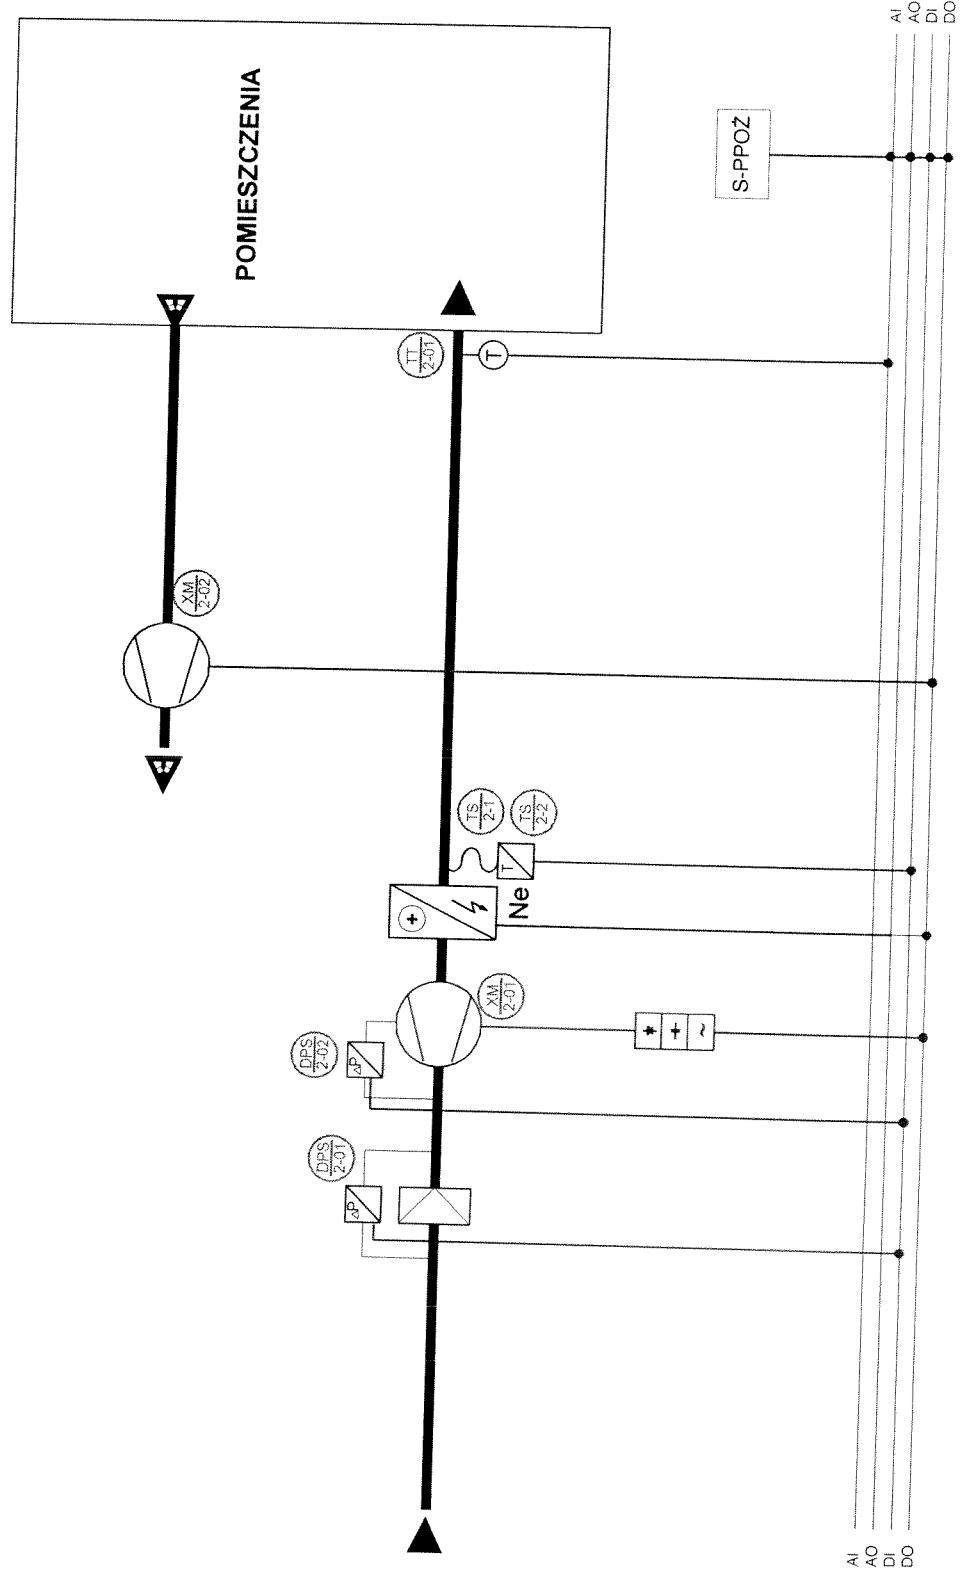 POMIESZCZENIA
S-PPOŻ
AI
AO
DI
DO
TT
2-01
T
XM
2-02
TS
2-1
TS
2-2
T
+
Ne
XM
2-01
DPS
2-02
ΔP
~
DPS
2-01
ΔP
AI
AO
DI
DO